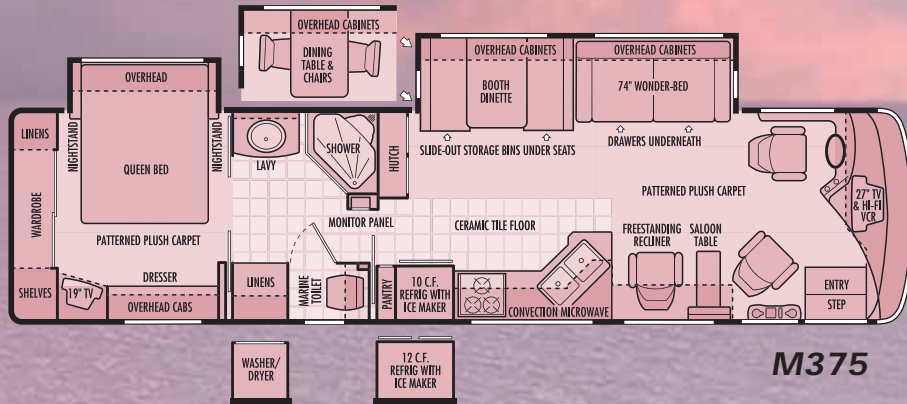 OVERHEAD CABINETS
DINING
TABLE &
CHAIRS
OVERHEAD
OVERHEAD CABINETS
OVERHEAD CABINETS
BOOTH
DINETTE
74" WONDER-BED
LINENS
NIGHTSTAND
QUEEN BED
NIGHTSTAND
LAVY
SHOWER
HUTCH
SLIDE-OUT STORAGE BINS UNDER SEATS
DRAWERS UNDERNEATH
WARDROBE
PATTERNED PLUSH CARPET
27" TV
& HI-FI
VCR
MONITOR PANEL
CERAMIC TILE FLOOR
FREESTANDING
RECLINER
SALOON
TABLE
PATTERNED PLUSH CARPET
DRESSER
SHELVES
19" TV
OVERHEAD CABS
LINENS
MARINE
TOILET
PANTRY
10 C.F.
REFRIG WITH
ICE MAKER
CONVECTION MICROWAVE
ENTRY
STEP
WASHER/
DRYER
12 C.F.
REFRIG WITH
ICE MAKER
M375